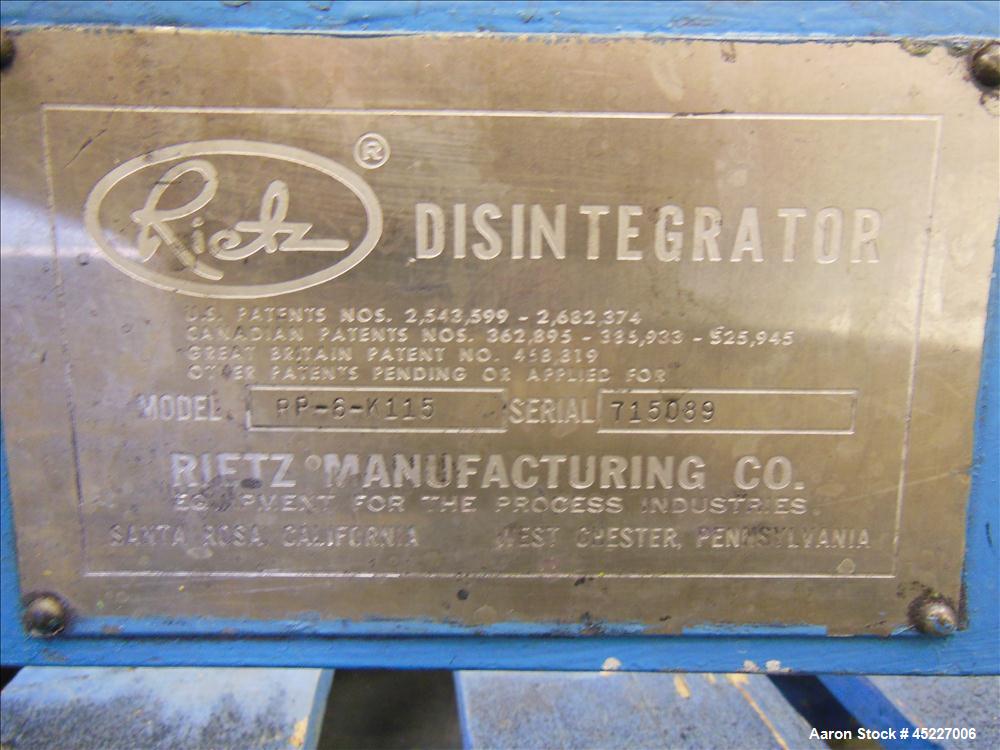 Rietz ® DISINTEGRATOR
U.S. PATENTS NOS. 2,543,599 - 2,682,374
CANADIAN PATENTS NOS. 362,895 - 385,933 - 525,945
GREAT BRITAIN PATENT NO. 458,819
OTHER PATENTS PENDING OR APPLIED FOR
MODEL RP-6-K115 SERIAL 715089
RIETZ MANUFACTURING CO.
EQUIPMENT FOR THE PROCESS INDUSTRIES
SANTA ROSA, CALIFORNIA WEST CHESTER, PENNSYLVANIA
Aaron Stock # 45227006